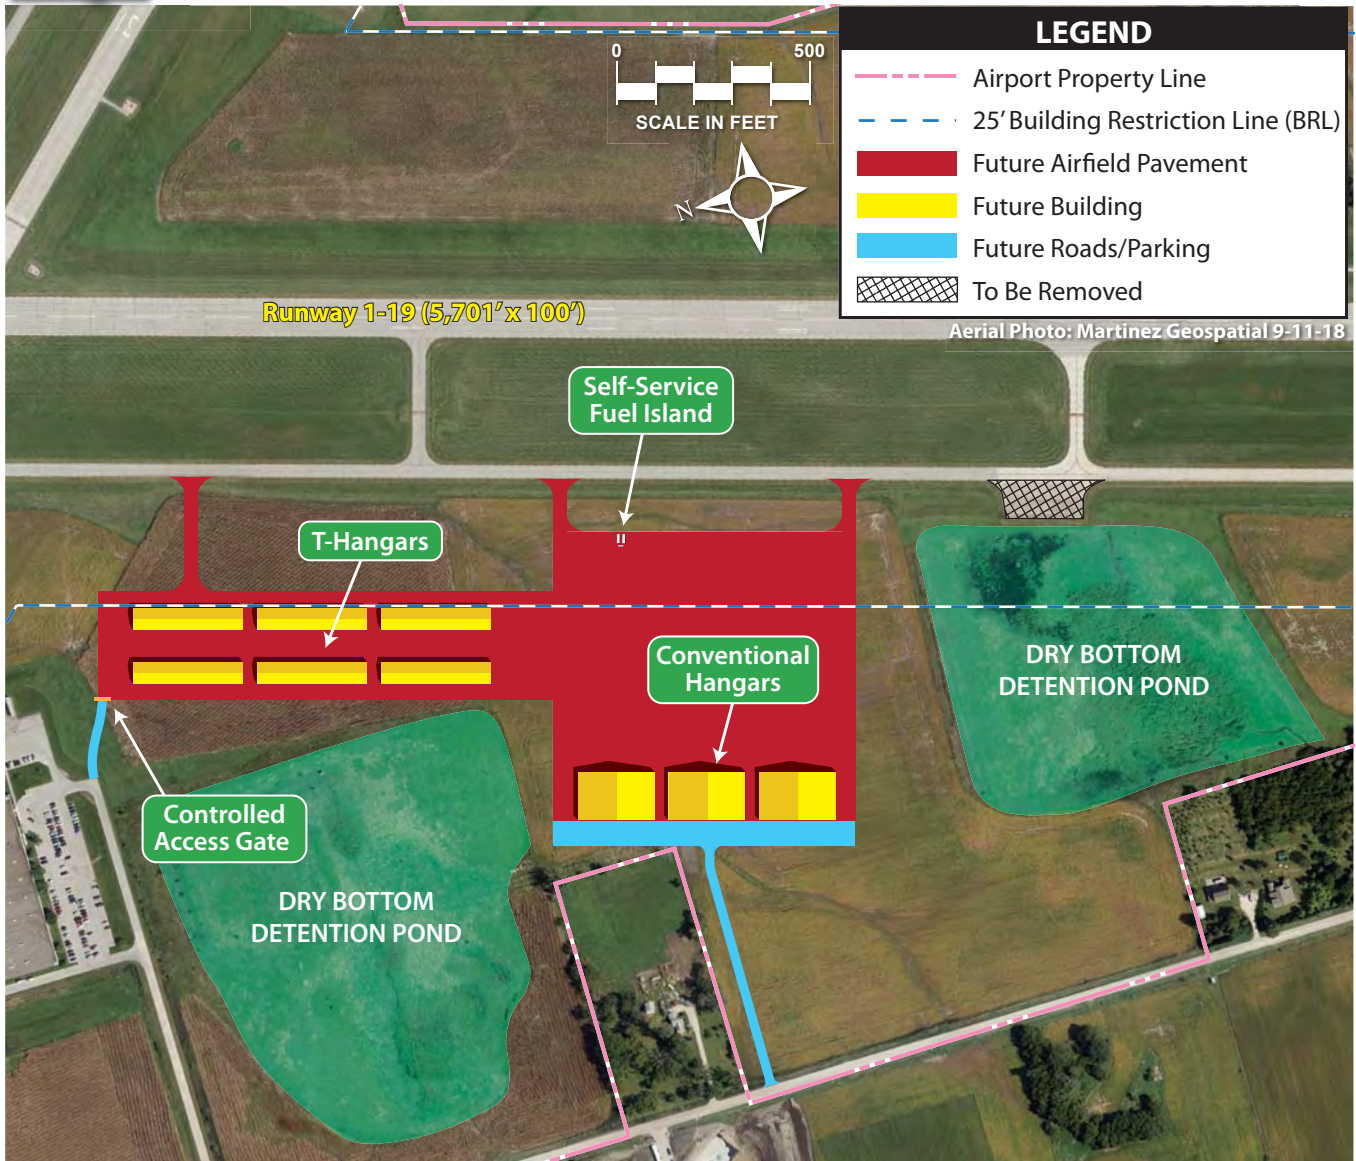 0 500
SCALE IN FEET
N
LEGEND
Airport Property Line
25' Building Restriction Line (BRL)
Future Airfield Pavement
Future Building
Future Roads/Parking
To Be Removed
Aerial Photo: Martinez Geospatial 9-11-18
Runway 1-19 (5,701' x 100')
Self-Service
Fuel Island
T-Hangars
Conventional
Hangars
DRY BOTTOM
DETENTION POND
Controlled
Access Gate
DRY BOTTOM
DETENTION POND